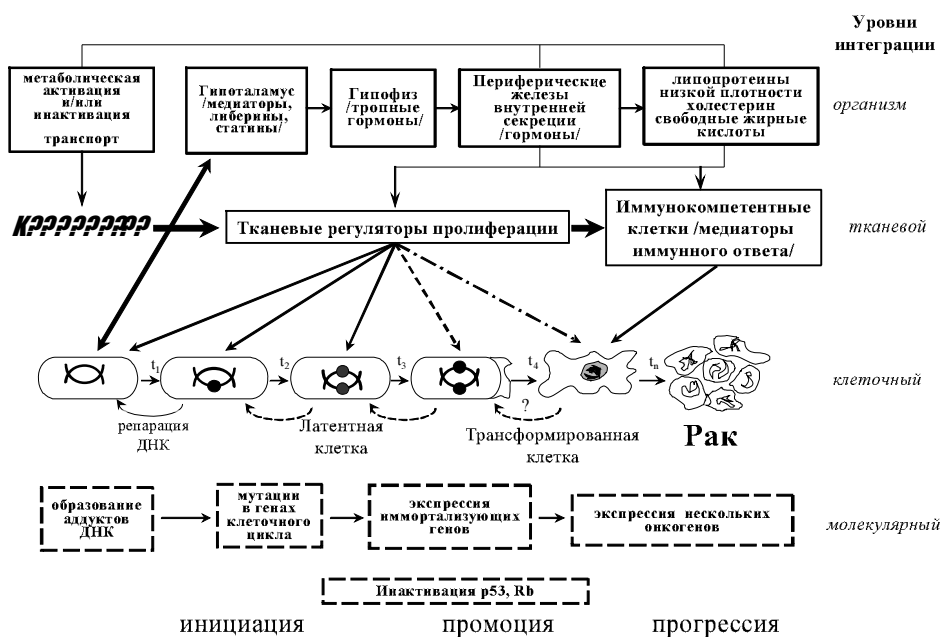 Уровни
интеграции
метаболическая
активация
и/или
инактивация
транспорт
Гипоталамус
/медиаторы,
либерины,
статины/
Гипофиз
/тропные
гормоны/
Периферические
железы
внутренней
секреции
/гормоны/
липопротеины
низкой плотности
холестерин
свободные жирные
кислоты
организм
Тканевые регуляторы пролиферации
Иммунокомпетентные
клетки /медиаторы
иммунного ответа/
тканевой
t1
t2
t3
t4
tn
клеточный
репарация
ДНК
Латентная
клетка
?
Трансформированная
клетка
Рак
образование
аддуктов
ДНК
мутации
в генах
клеточного
цикла
экспрессия
иммортализующих
генов
экспрессия нескольких
онкогенов
молекулярный
Инактивация p53, Rb
инициация
промоция
прогрессия